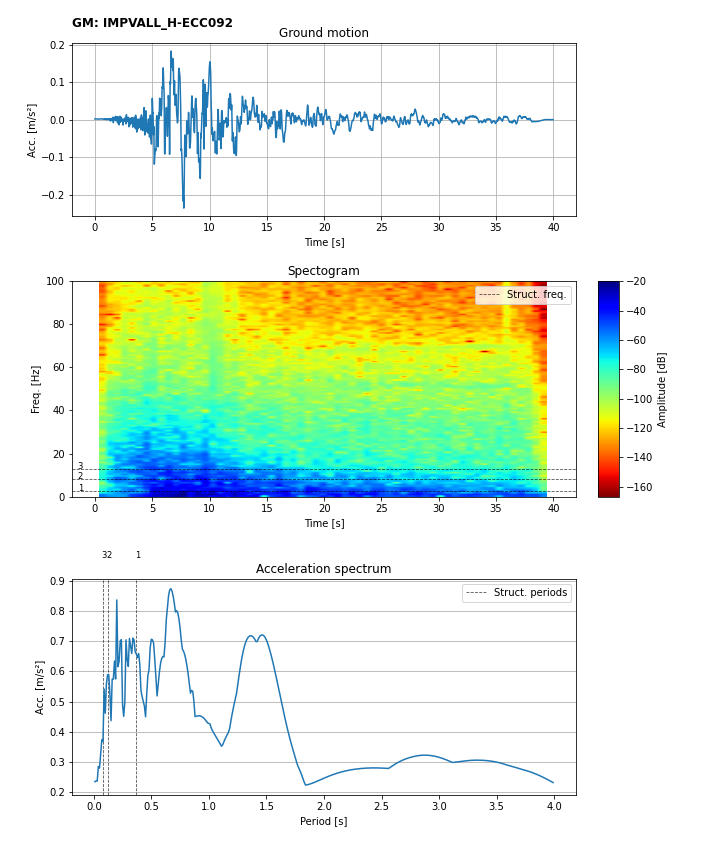 GM: IMPVALL_H-ECC092
Ground motion
Acc. [m/s²]
0.2
0.1
0.0
−0.1
−0.2
0 5 10 15 20 25 30 35 40
Time [s]
Spectogram
Freq. [Hz]
100
80
60
40
20
0
Struct. freq.
3
2
1
0 5 10 15 20 25 30 35 40
Time [s]
−20
−40
−60
−80
−100
−120
−140
−160
Amplitude [dB]
32 1
Acceleration spectrum
Acc. [m/s²]
0.9
0.8
0.7
0.6
0.5
0.4
0.3
0.2
Struct. periods
0.0 0.5 1.0 1.5 2.0 2.5 3.0 3.5 4.0
Period [s]